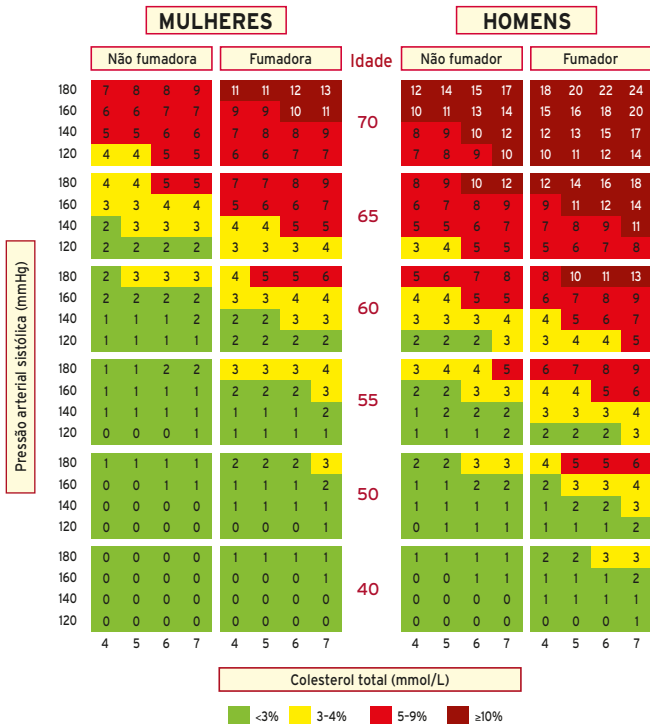 MULHERES HOMENS
Não fumadora Fumadora Idade Não fumador Fumador
180 7 8 8 9 11 11 12 13 12 14 15 17 18 20 22 24
160 6 6 7 7 9 9 10 11 10 11 13 14 15 16 18 20
70
140 5 5 6 6 7 8 8 9 8 9 10 12 12 13 15 17
120 4 4 5 5 6 6 7 7 7 8 9 10 10 11 12 14
180 4 4 5 5 7 7 8 9 8 9 10 12 12 14 16 18
160 3 3 4 4 5 6 6 7 6 7 8 9 9 11 12 14
65
140 2 3 3 3 4 4 5 5 5 5 6 7 7 8 9 11
120 2 2 2 2 3 3 3 4 3 4 5 5 5 6 7 8
180 2 3 3 3 4 5 5 6 5 6 7 8 8 10 11 13
160 2 2 2 2 3 3 4 4 4 4 5 5 6 7 8 9
60
140 1 1 1 2 2 2 3 3 3 3 3 4 4 5 6 7
120 1 1 1 1 2 2 2 2 2 2 2 3 3 4 4 5
180 1 1 2 2 3 3 3 4 3 4 4 5 6 7 8 9
160 1 1 1 1 2 2 2 3 2 2 3 3 4 4 5 6
55
140 1 1 1 1 1 1 1 2 1 2 2 2 3 3 3 4
120 0 0 0 1 1 1 1 1 1 1 1 2 2 2 2 3
180 1 1 1 1 2 2 2 3 2 2 3 3 4 5 5 6
160 0 0 1 1 1 1 1 2 1 1 2 2 2 3 3 4
50
140 0 0 0 0 0 1 1 1 1 1 1 1 1 2 2 3
120 0 0 0 0 0 0 0 1 0 1 1 1 1 1 1 2
180 0 0 0 0 1 1 1 1 1 1 1 1 2 2 3 3
160 0 0 0 0 0 0 0 1 0 0 1 1 1 1 1 2
40
140 0 0 0 0 0 0 0 0 0 0 0 0 1 1 1 1
120 0 0 0 0 0 0 0 0 0 0 0 0 0 0 0 1
4 5 6 7 4 5 6 7 4 5 6 7 4 5 6 7
Pressão arterial sistólica (mmHg)
Colesterol total (mmol/L)
<3% 3-4% 5-9% ≥10%